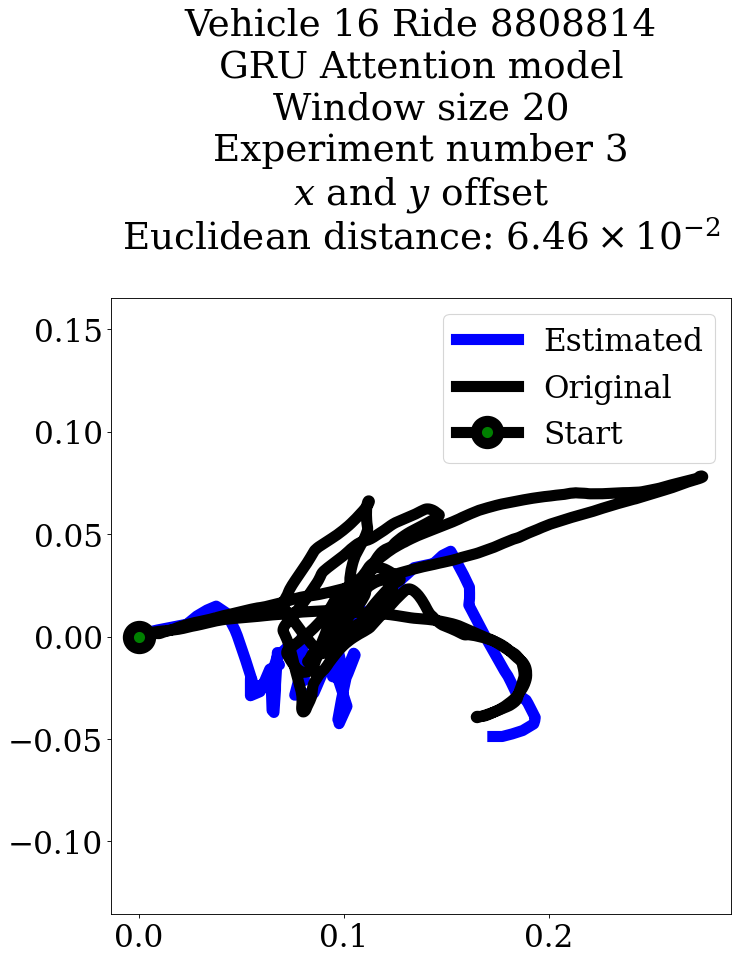 Vehicle 16 Ride 8808814
GRU Attention model
Window size 20
Experiment number 3
x and y offset
Euclidean distance: 6.46 × 10⁻²
Estimated
Original
Start
0.15
0.10
0.05
0.00
−0.05
−0.10
0.0
0.1
0.2